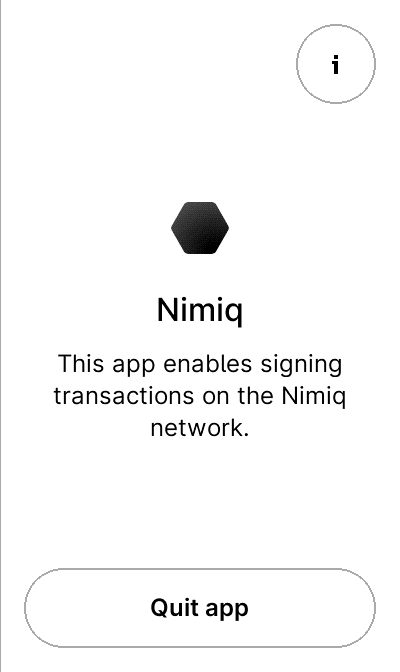 i
Nimiq
This app enables signing
transactions on the Nimiq
network.
Quit app